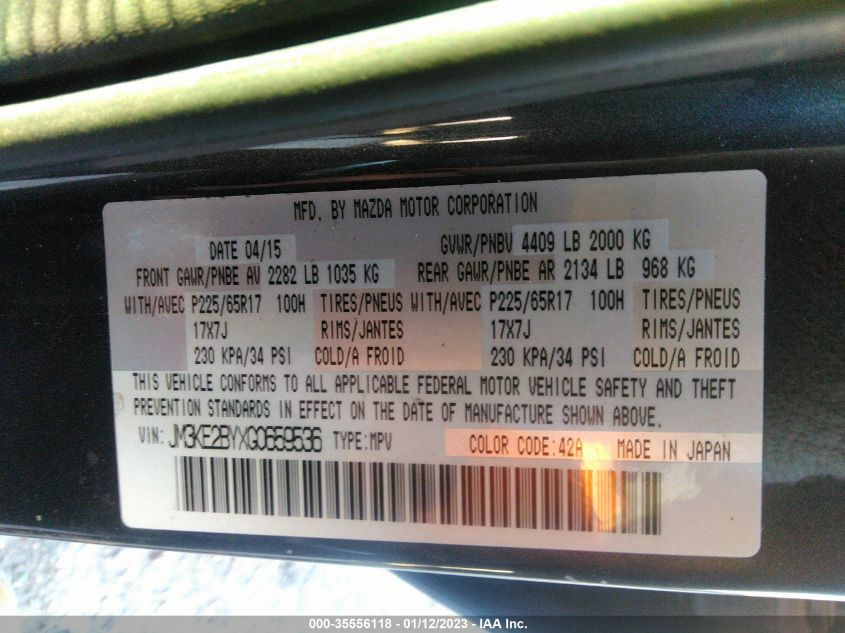 MFD. BY MAZDA MOTOR CORPORATION
DATE 04/15 GVWR/PNBV 4409 LB 2000 KG
FRONT GAWR/PNBE AV 2282 LB 1035 KG REAR GAWR/PNBE AR 2134 LB 968 KG
WITH/AVEC P225/65R17 100H TIRES/PNEUS WITH/AVEC P225/65R17 100H TIRES/PNEUS
17X7J RIMS/JANTES 17X7J RIMS/JANTES
230 KPA/34 PSI COLD/A FROID 230 KPA/34 PSI COLD/A FROID
THIS VEHICLE CONFORMS TO ALL APPLICABLE FEDERAL MOTOR VEHICLE SAFETY AND THEFT
PREVENTION STANDARDS IN EFFECT ON THE DATE OF MANUFACTURE SHOWN ABOVE.
VIN: JM3KE2BYXG0659536 TYPE:MPV COLOR CODE:42A MADE IN JAPAN
000-35556118 - 01/12/2023 - © IAA Inc.